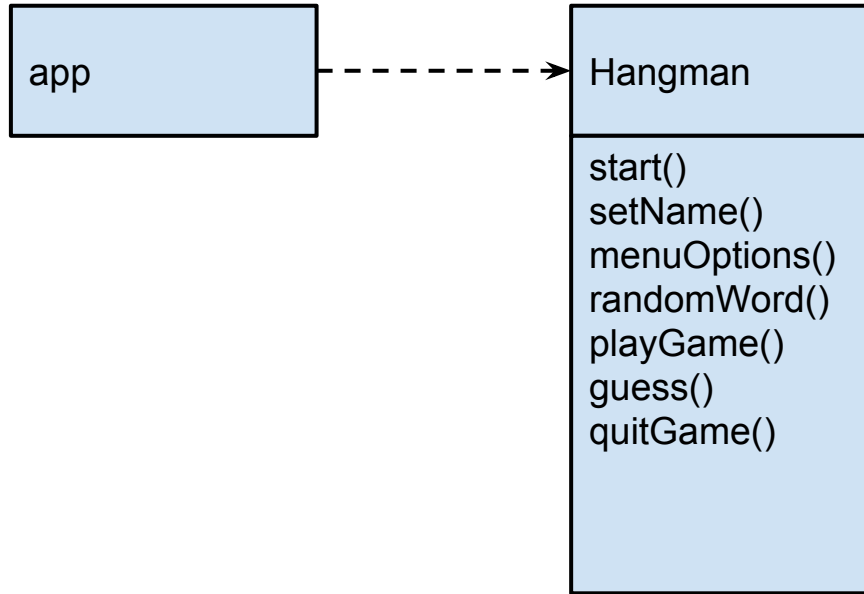 app
Hangman
start()
setName()
menuOptions()
randomWord()
playGame()
guess()
quitGame()